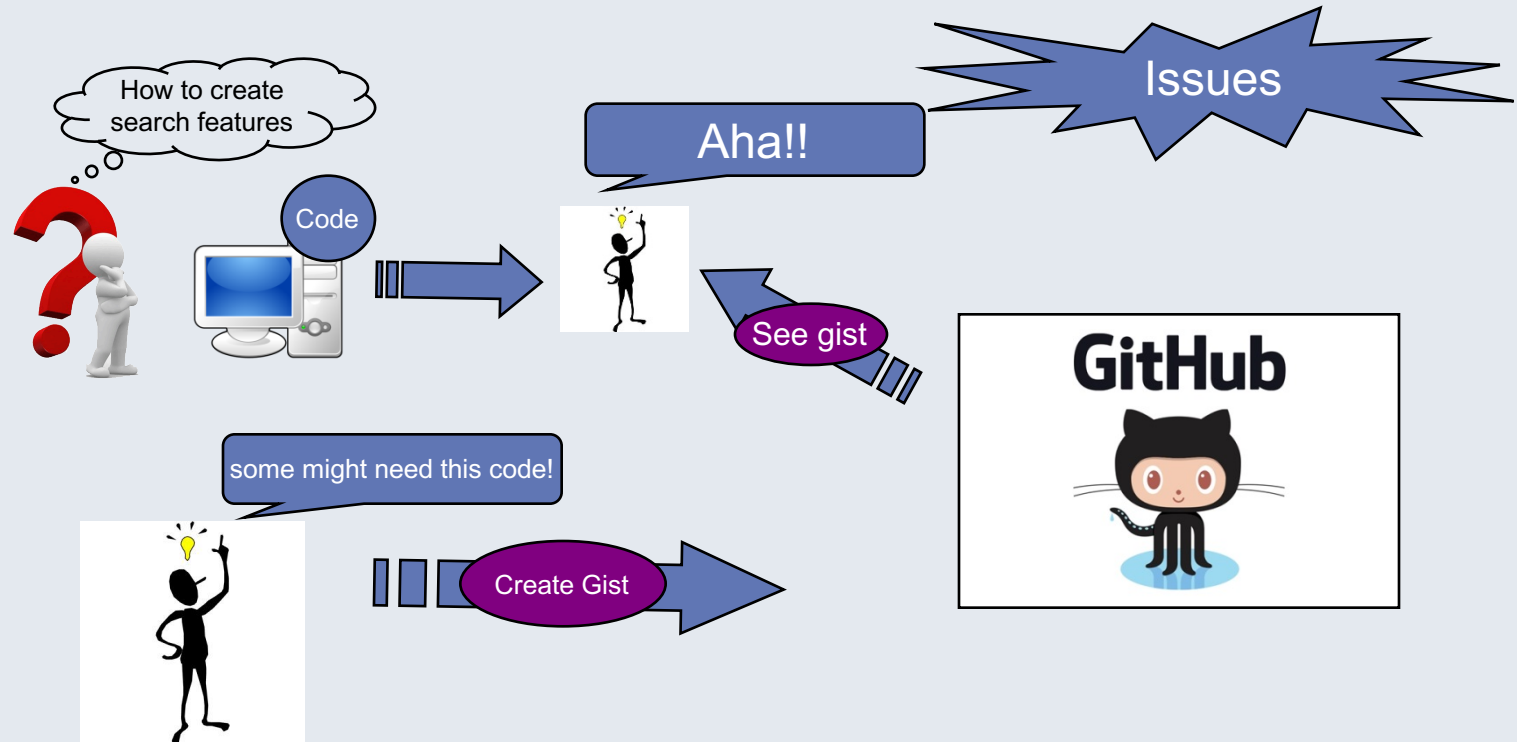 Issues
How to create
search features
Aha!!
Code
See gist
GitHub
some might need this code!
Create Gist